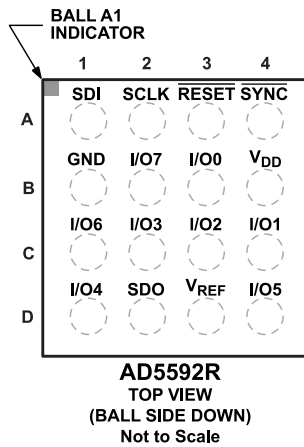 BALL A1
INDICATOR
1 2 3 4
SDI SCLK RESET SYNC
A
GND I/O7 I/O0 VDD
B
I/O6 I/O3 I/O2 I/O1
C
I/O4 SDO VREF I/O5
D
AD5592R
TOP VIEW
(BALL SIDE DOWN)
Not to Scale